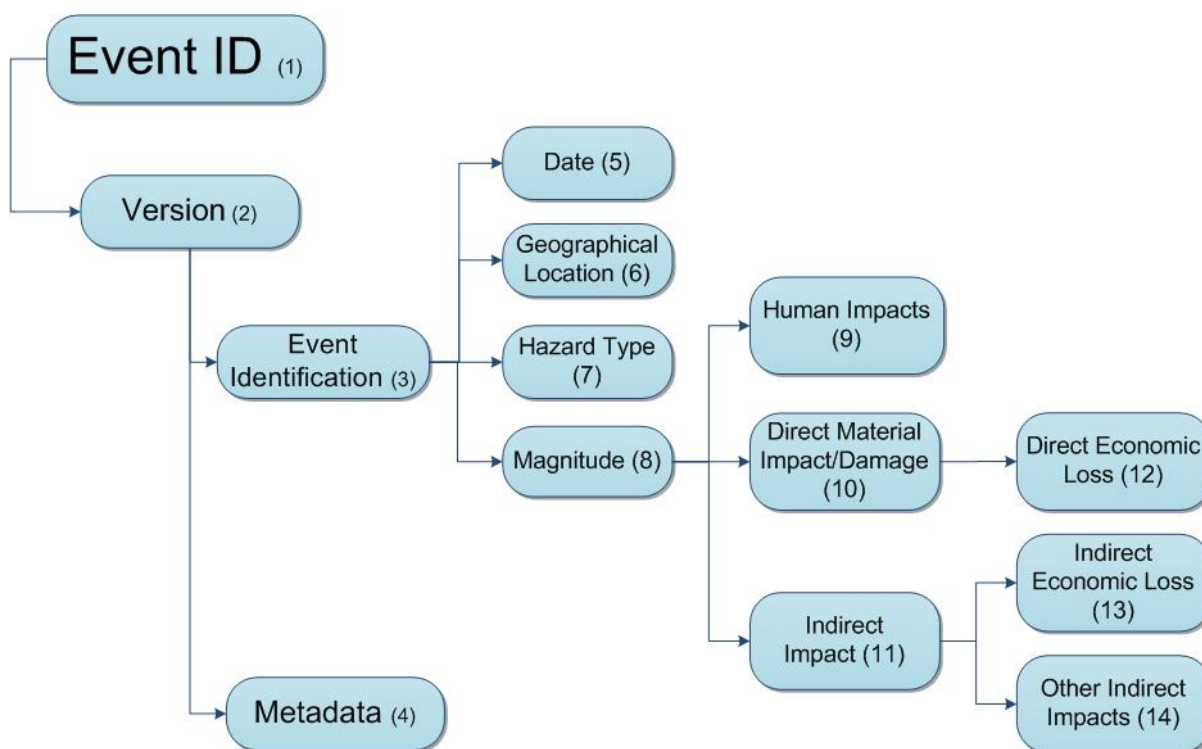 Event ID (1)
Version (2)
Event
Identification (3)
Metadata (4)
Date (5)
Geographical
Location (6)
Hazard Type
(7)
Magnitude (8)
Human Impacts
(9)
Direct Material
Impact/Damage
(10)
Indirect
Impact (11)
Direct Economic
Loss (12)
Indirect
Economic Loss
(13)
Other Indirect
Impacts (14)